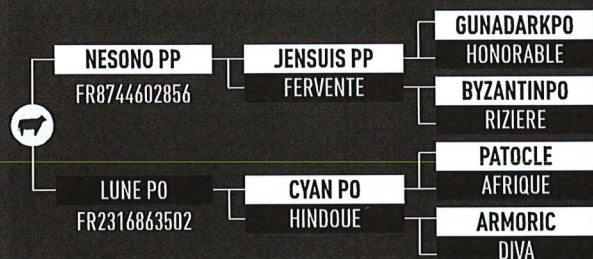 NESONO PP
FR8744602856
LUNE PO
FR2316863502
JENSUIS PP
FERVENTE
CYAN PO
HINDOUE
GUNADARKPO
HONORABLE
BYZANTINPO
RIZIERE
PATOCLE
AFRIQUE
ARMORIC
DIVA